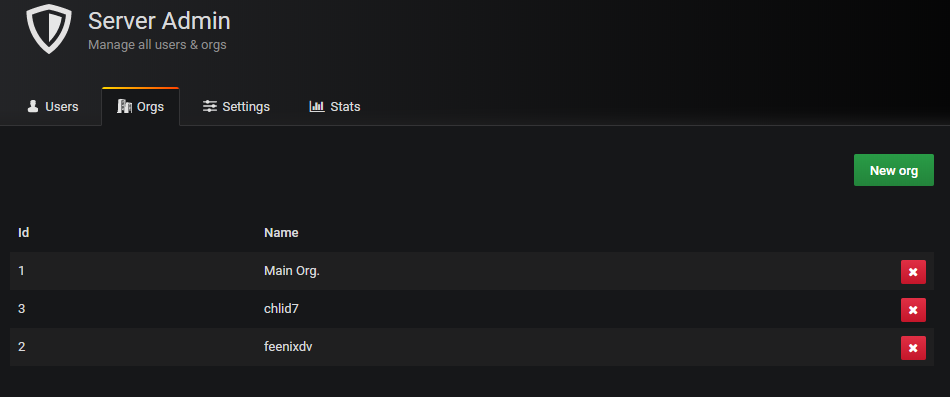 Server Admin
Manage all users & orgs
Users Orgs Settings Stats
New org
Id Name
1 Main Org.
3 chlid7
2 feenixdv